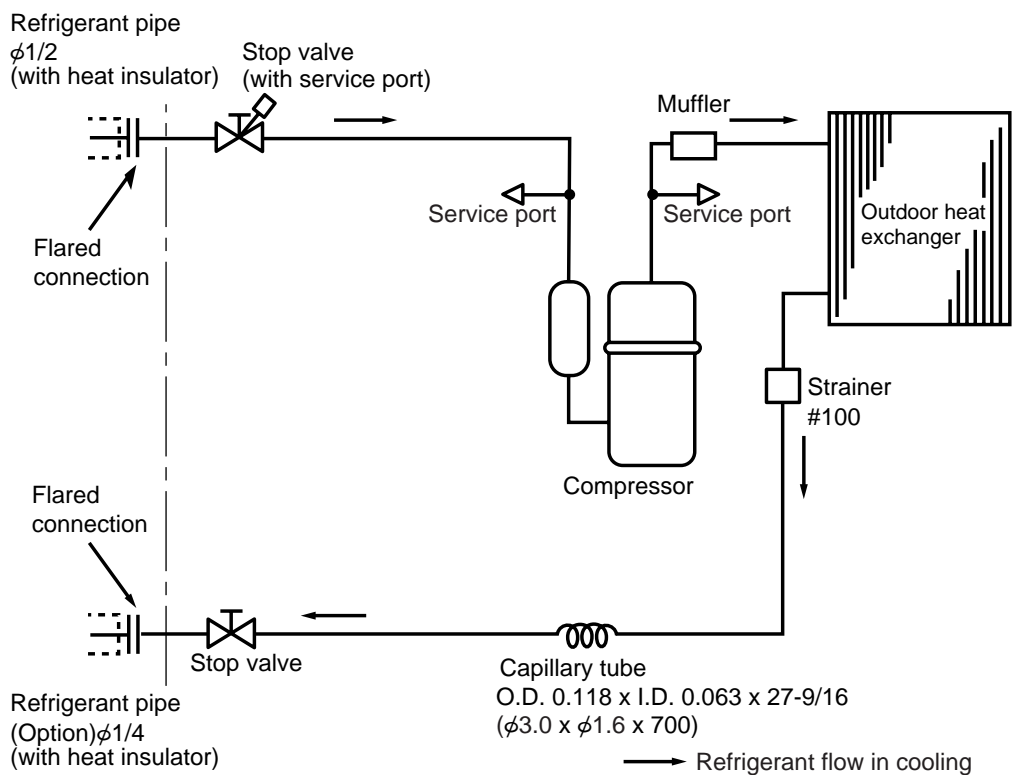 Refrigerant pipe
ϕ1/2
(with heat insulator)
Stop valve
(with service port)
Muffler
Service port
Service port
Outdoor heat
exchanger
Flared
connection
Strainer
#100
Compressor
Flared
connection
Stop valve
Capillary tube
O.D. 0.118 x I.D. 0.063 x 27-9/16
(ϕ3.0 x ϕ1.6 x 700)
Refrigerant pipe
(Option)ϕ1/4
(with heat insulator)
Refrigerant flow in cooling